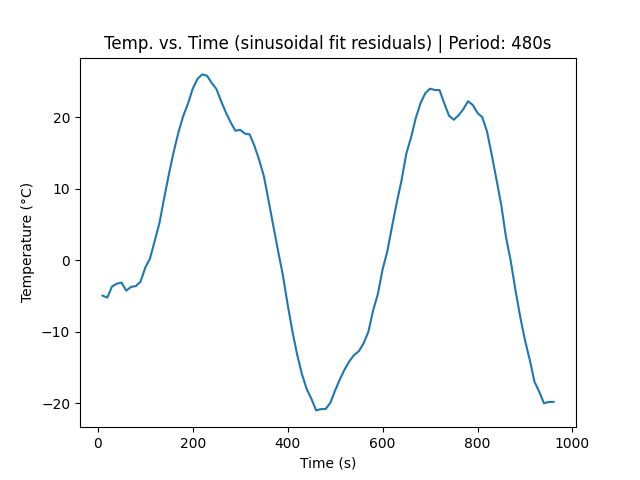 Temp. vs. Time (sinusoidal fit residuals) | Period: 480s
Temperature (°C)
20
10
0
−10
−20
0 200 400 600 800 1000
Time (s)